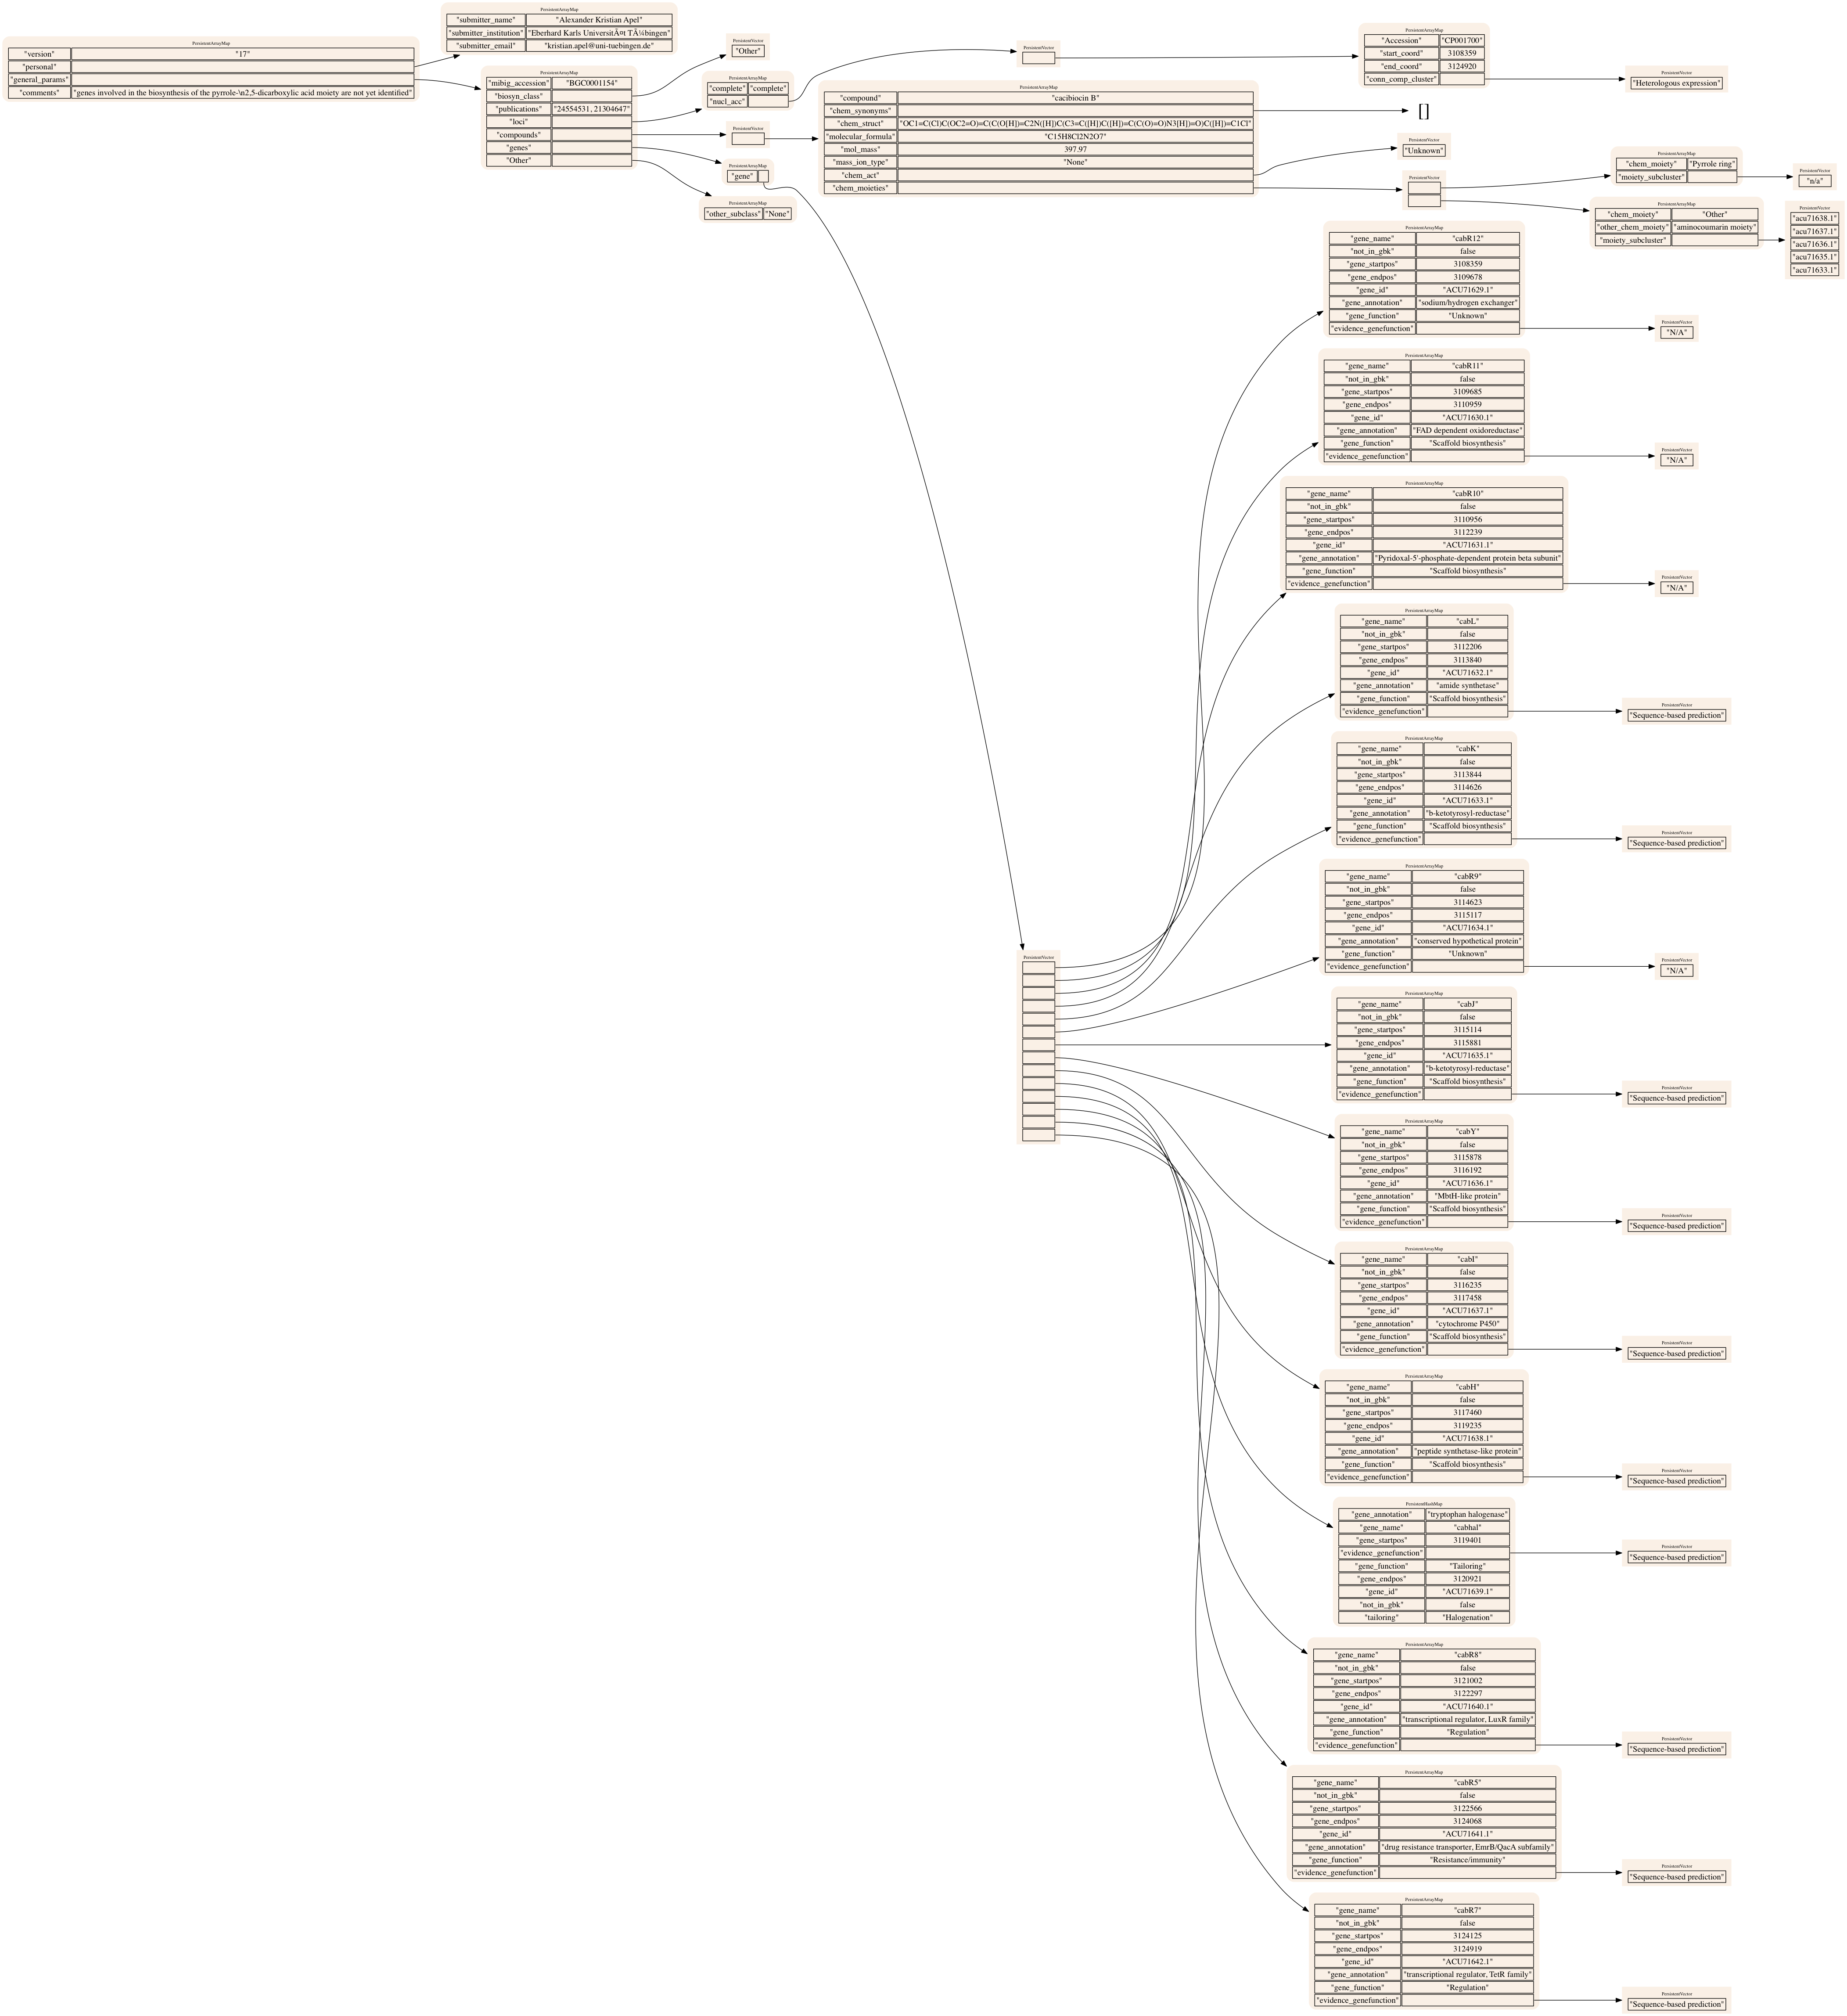 PersistentArrayMap
"version" "17"
"personal"
"general_params"
"comments" "genes involved in the biosynthesis of the pyrrole-\n2,5-dicarboxylic acid moiety are not yet identified"
PersistentArrayMap
"submitter_name" "Alexander Kristian Apel"
"submitter_institution" "Eberhard Karls UniversitÃ¤t TÃ¼bingen"
"submitter_email" "kristian.apel@uni-tuebingen.de"
PersistentArrayMap
"mibig_accession" "BGC0001154"
"biosyn_class"
"publications" "24554531, 21304647"
"loci"
"compounds"
"genes"
"Other"
PersistentVector
"Other"
PersistentArrayMap
"complete" "complete"
"nucl_acc"
PersistentVector
PersistentArrayMap
"gene"
PersistentArrayMap
"other_subclass" "None"
PersistentVector
PersistentArrayMap
"compound" "cacibiocin B"
"chem_synonyms"
"chem_struct" "OC1=C(Cl)C(OC2=O)=C(C(O[H])=C2N([H])C(C3=C([H])C([H])=C(C(O)=O)N3[H])=O)C([H])=C1Cl"
"molecular_formula" "C15H8Cl2N2O7"
"mol_mass" 397.97
"mass_ion_type" "None"
"chem_act"
"chem_moieties"
PersistentArrayMap
"Accession" "CP001700"
"start_coord" 3108359
"end_coord" 3124920
"conn_comp_cluster"
PersistentVector
"Heterologous expression"
[]
PersistentVector
"Unknown"
PersistentVector
PersistentArrayMap
"chem_moiety" "Pyrrole ring"
"moiety_subcluster"
PersistentVector
"n/a"
PersistentArrayMap
"chem_moiety" "Other"
"other_chem_moiety" "aminocoumarin moiety"
"moiety_subcluster"
PersistentVector
"acu71638.1"
"acu71637.1"
"acu71636.1"
"acu71635.1"
"acu71633.1"
PersistentVector
PersistentArrayMap
"gene_name" "cabR12"
"not_in_gbk" false
"gene_startpos" 3108359
"gene_endpos" 3109678
"gene_id" "ACU71629.1"
"gene_annotation" "sodium/hydrogen exchanger"
"gene_function" "Unknown"
"evidence_genefunction"
PersistentVector
"N/A"
PersistentArrayMap
"gene_name" "cabR11"
"not_in_gbk" false
"gene_startpos" 3109685
"gene_endpos" 3110959
"gene_id" "ACU71630.1"
"gene_annotation" "FAD dependent oxidoreductase"
"gene_function" "Scaffold biosynthesis"
"evidence_genefunction"
PersistentVector
"N/A"
PersistentArrayMap
"gene_name" "cabR10"
"not_in_gbk" false
"gene_startpos" 3110956
"gene_endpos" 3112239
"gene_id" "ACU71631.1"
"gene_annotation" "Pyridoxal-5'-phosphate-dependent protein beta subunit"
"gene_function" "Scaffold biosynthesis"
"evidence_genefunction"
PersistentVector
"N/A"
PersistentArrayMap
"gene_name" "cabL"
"not_in_gbk" false
"gene_startpos" 3112206
"gene_endpos" 3113840
"gene_id" "ACU71632.1"
"gene_annotation" "amide synthetase"
"gene_function" "Scaffold biosynthesis"
"evidence_genefunction"
PersistentVector
"Sequence-based prediction"
PersistentArrayMap
"gene_name" "cabK"
"not_in_gbk" false
"gene_startpos" 3113844
"gene_endpos" 3114626
"gene_id" "ACU71633.1"
"gene_annotation" "b-ketotyrosyl-reductase"
"gene_function" "Scaffold biosynthesis"
"evidence_genefunction"
PersistentVector
"Sequence-based prediction"
PersistentArrayMap
"gene_name" "cabR9"
"not_in_gbk" false
"gene_startpos" 3114623
"gene_endpos" 3115117
"gene_id" "ACU71634.1"
"gene_annotation" "conserved hypothetical protein"
"gene_function" "Unknown"
"evidence_genefunction"
PersistentVector
"N/A"
PersistentArrayMap
"gene_name" "cabJ"
"not_in_gbk" false
"gene_startpos" 3115114
"gene_endpos" 3115881
"gene_id" "ACU71635.1"
"gene_annotation" "b-ketotyrosyl-reductase"
"gene_function" "Scaffold biosynthesis"
"evidence_genefunction"
PersistentVector
"Sequence-based prediction"
PersistentArrayMap
"gene_name" "cabY"
"not_in_gbk" false
"gene_startpos" 3115878
"gene_endpos" 3116192
"gene_id" "ACU71636.1"
"gene_annotation" "MbtH-like protein"
"gene_function" "Scaffold biosynthesis"
"evidence_genefunction"
PersistentVector
"Sequence-based prediction"
PersistentArrayMap
"gene_name" "cabI"
"not_in_gbk" false
"gene_startpos" 3116235
"gene_endpos" 3117458
"gene_id" "ACU71637.1"
"gene_annotation" "cytochrome P450"
"gene_function" "Scaffold biosynthesis"
"evidence_genefunction"
PersistentVector
"Sequence-based prediction"
PersistentArrayMap
"gene_name" "cabH"
"not_in_gbk" false
"gene_startpos" 3117460
"gene_endpos" 3119235
"gene_id" "ACU71638.1"
"gene_annotation" "peptide synthetase-like protein"
"gene_function" "Scaffold biosynthesis"
"evidence_genefunction"
PersistentVector
"Sequence-based prediction"
PersistentHashMap
"gene_annotation" "tryptophan halogenase"
"gene_name" "cabhal"
"gene_startpos" 3119401
"evidence_genefunction"
"gene_function" "Tailoring"
"gene_endpos" 3120921
"gene_id" "ACU71639.1"
"not_in_gbk" false
"tailoring" "Halogenation"
PersistentVector
"Sequence-based prediction"
PersistentArrayMap
"gene_name" "cabR8"
"not_in_gbk" false
"gene_startpos" 3121002
"gene_endpos" 3122297
"gene_id" "ACU71640.1"
"gene_annotation" "transcriptional regulator, LuxR family"
"gene_function" "Regulation"
"evidence_genefunction"
PersistentVector
"Sequence-based prediction"
PersistentArrayMap
"gene_name" "cabR5"
"not_in_gbk" false
"gene_startpos" 3122566
"gene_endpos" 3124068
"gene_id" "ACU71641.1"
"gene_annotation" "drug resistance transporter, EmrB/QacA subfamily"
"gene_function" "Resistance/immunity"
"evidence_genefunction"
PersistentVector
"Sequence-based prediction"
PersistentArrayMap
"gene_name" "cabR7"
"not_in_gbk" false
"gene_startpos" 3124125
"gene_endpos" 3124919
"gene_id" "ACU71642.1"
"gene_annotation" "transcriptional regulator, TetR family"
"gene_function" "Regulation"
"evidence_genefunction"
PersistentVector
"Sequence-based prediction"